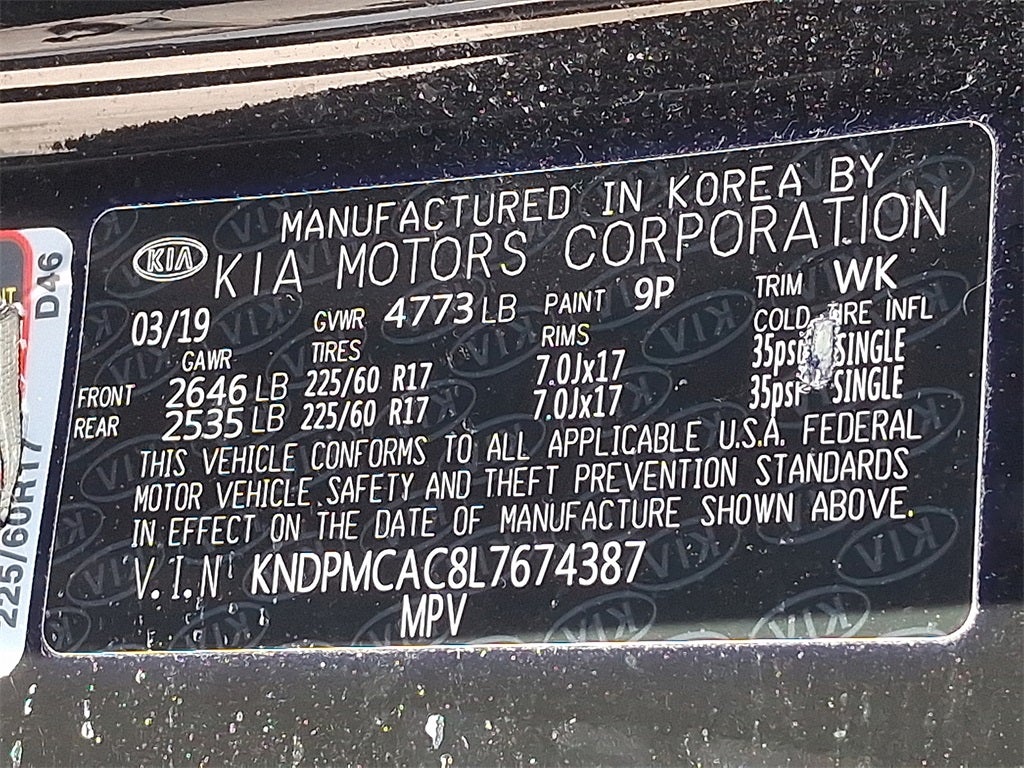 MANUFACTURED IN KOREA BY
KIA KIA MOTORS CORPORATION
03/19 GVWR 4773 LB PAINT 9P TRIM WK
GAWR TIRES RIMS COLD TIRE INFL
FRONT 2646 LB 225/60 R17 7.0Jx17 35psi SINGLE
REAR 2535 LB 225/60 R17 7.0Jx17 35psi SINGLE
THIS VEHICLE CONFORMS TO ALL APPLICABLE U.S.A. FEDERAL
MOTOR VEHICLE SAFETY AND THEFT PREVENTION STANDARDS
IN EFFECT ON THE DATE OF MANUFACTURE SHOWN ABOVE.
V.I.N KNDPMCAC8L7674387
MPV
D46
225/60R17